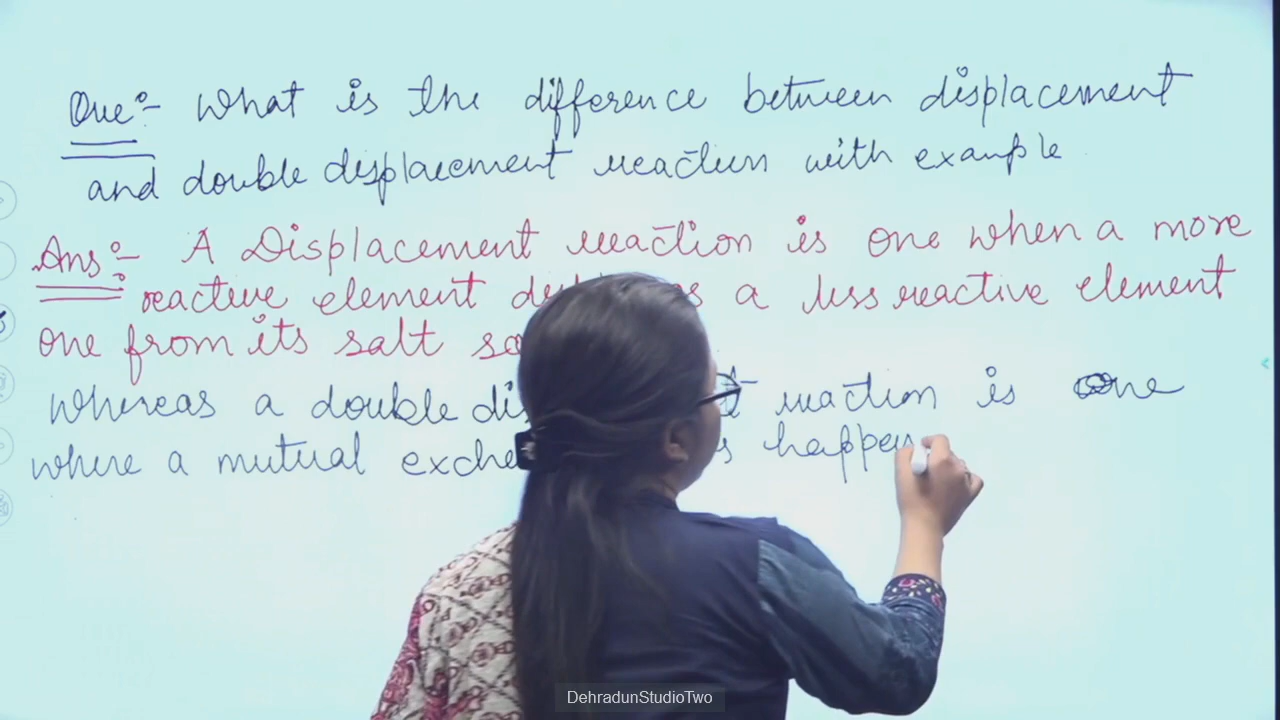 Que:- What is the difference between displacement
and double displacement reaction with example
Ans:- A Displacement reaction is one when a more
reactive element a less reactive element
one from its salt
Whereas a double reaction is one
where a mutual happen
DehradunStudioTwo